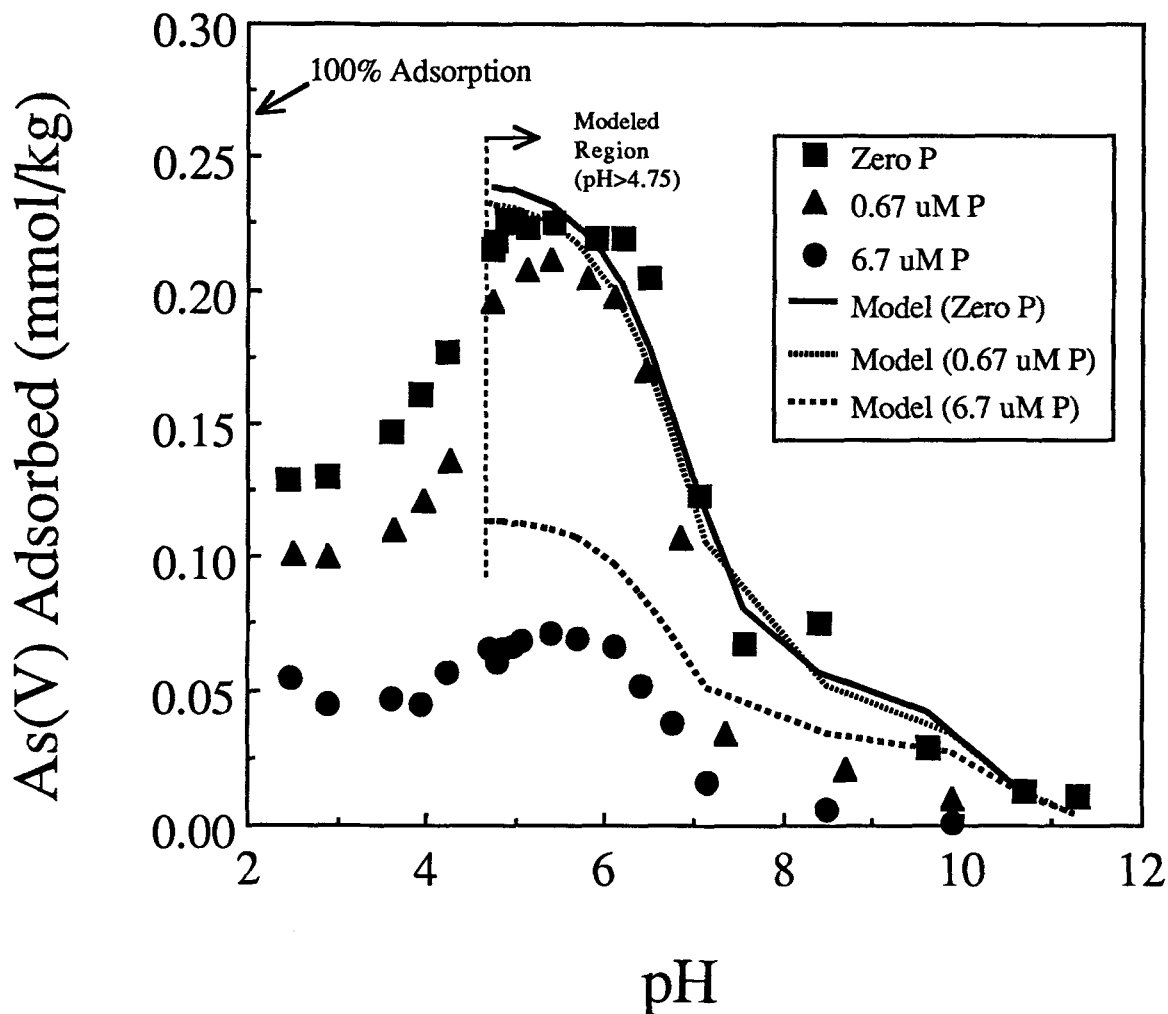 0.30
0.25
0.20
0.15
0.10
0.05
0.00
As(V) Adsorbed (mmol/kg)
100% Adsorption
Modeled
Region
(pH>4.75)
Zero P
0.67 uM P
6.7 uM P
Model (Zero P)
Model (0.67 uM P)
Model (6.7 uM P)
2 4 6 8 10 12
pH